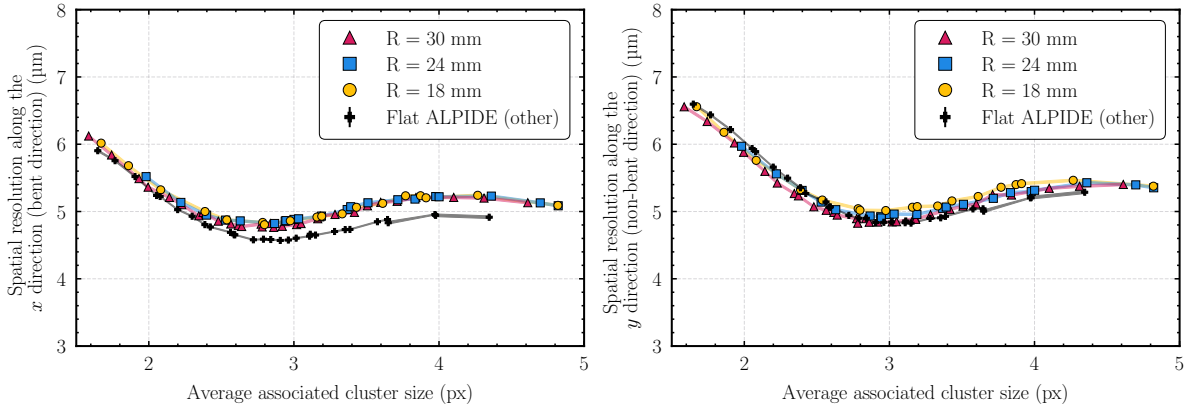 Spatial resolution along the
x direction (bent direction) (µm)
8
7
6
5
4
3
R = 30 mm
R = 24 mm
R = 18 mm
Flat ALPIDE (other)
2
3
4
5
Average associated cluster size (px)
Spatial resolution along the
y direction (non-bent direction) (µm)
8
7
6
5
4
3
R = 30 mm
R = 24 mm
R = 18 mm
Flat ALPIDE (other)
2
3
4
5
Average associated cluster size (px)